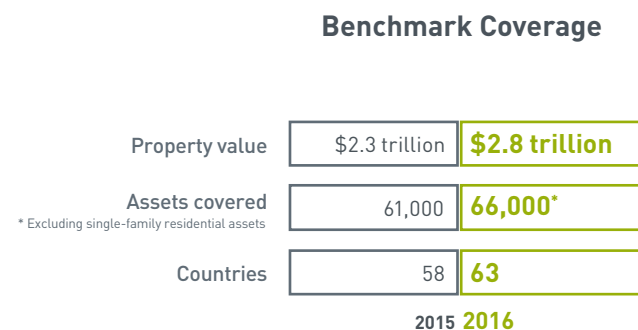 Benchmark Coverage
Property value $2.3 trillion $2.8 trillion
Assets covered 61,000 66,000*
* Excluding single-family residential assets
Countries 58 63
2015 2016